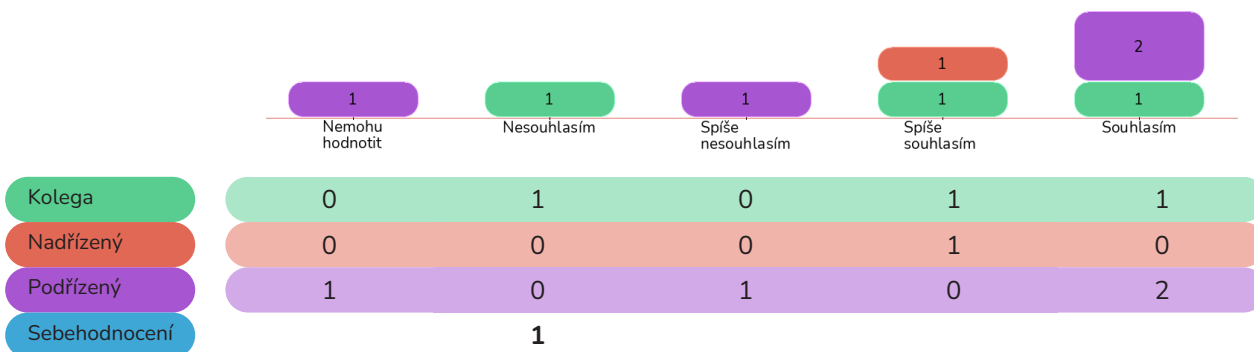 2
1
1 1 1 1 1
Nemohu hodnotit
Nesouhlasím
Spíše nesouhlasím
Spíše souhlasím
Souhlasím
Kolega 0 1 0 1 1
Nadřízený 0 0 0 1 0
Podřízený 1 0 1 0 2
Sebehodnocení 1